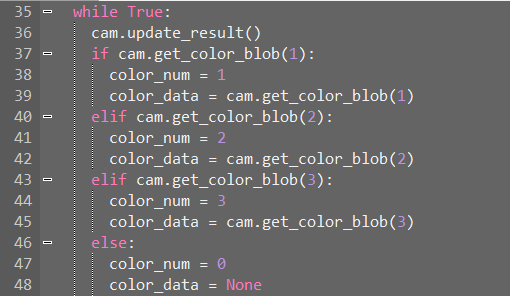 35 while True:
36 cam.update_result()
37 if cam.get_color_blob(1):
38 color_num = 1
39 color_data = cam.get_color_blob(1)
40 elif cam.get_color_blob(2):
41 color_num = 2
42 color_data = cam.get_color_blob(2)
43 elif cam.get_color_blob(3):
44 color_num = 3
45 color_data = cam.get_color_blob(3)
46 else:
47 color_num = 0
48 color_data = None